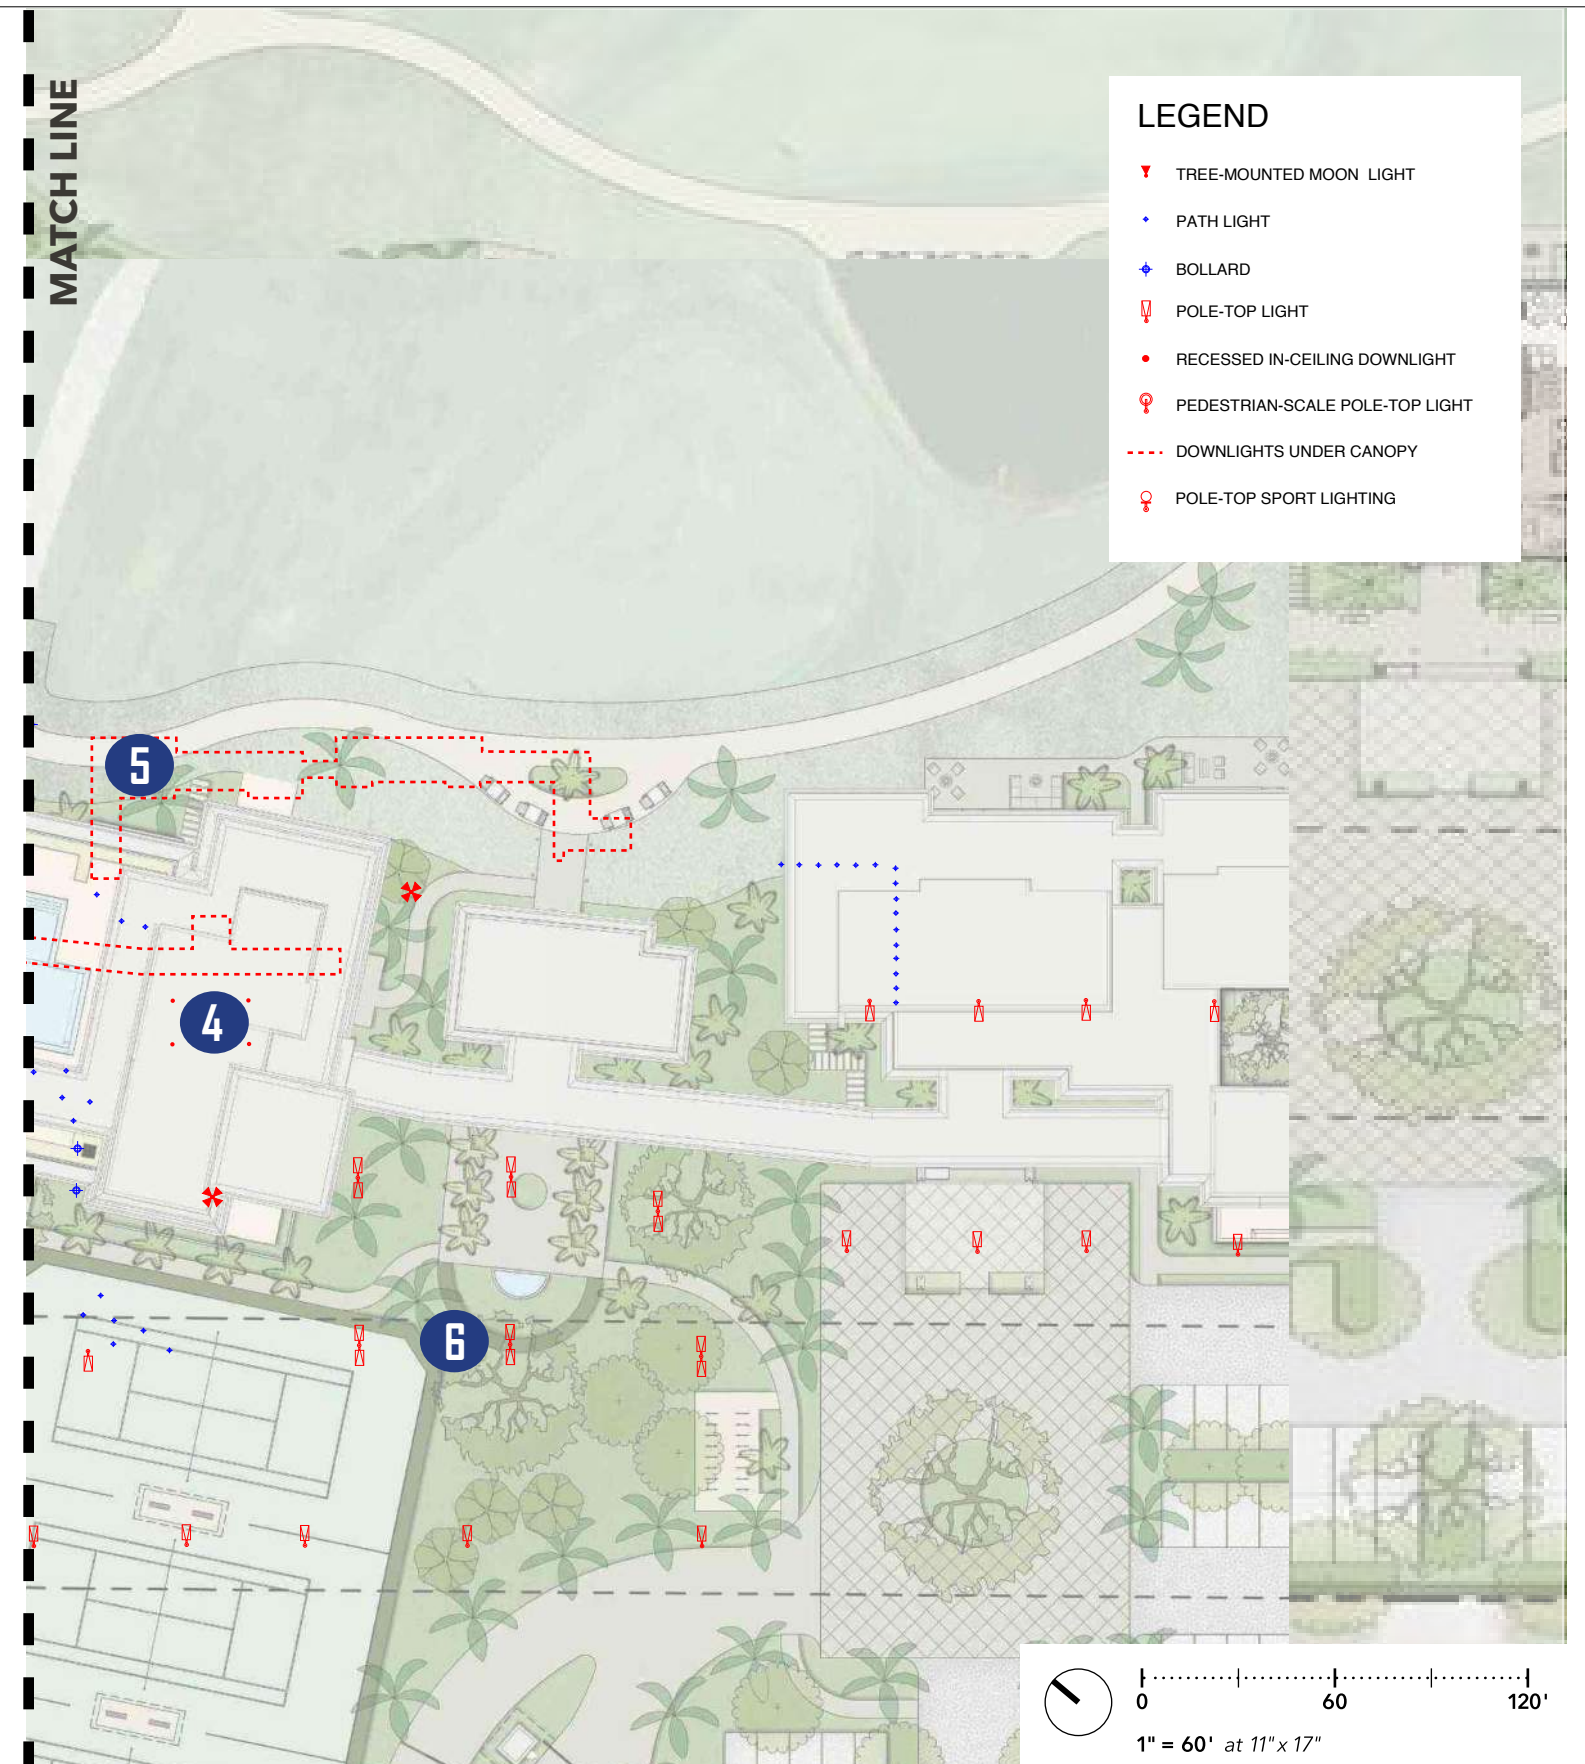 MATCH LINE
LEGEND
TREE-MOUNTED MOON LIGHT
PATH LIGHT
BOLLARD
POLE-TOP LIGHT
RECESSED IN-CEILING DOWNLIGHT
PEDESTRIAN-SCALE POLE-TOP LIGHT
DOWNLIGHTS UNDER CANOPY
POLE-TOP SPORT LIGHTING
5
4
6
0 60 120'
1" = 60' at 11" x 17"